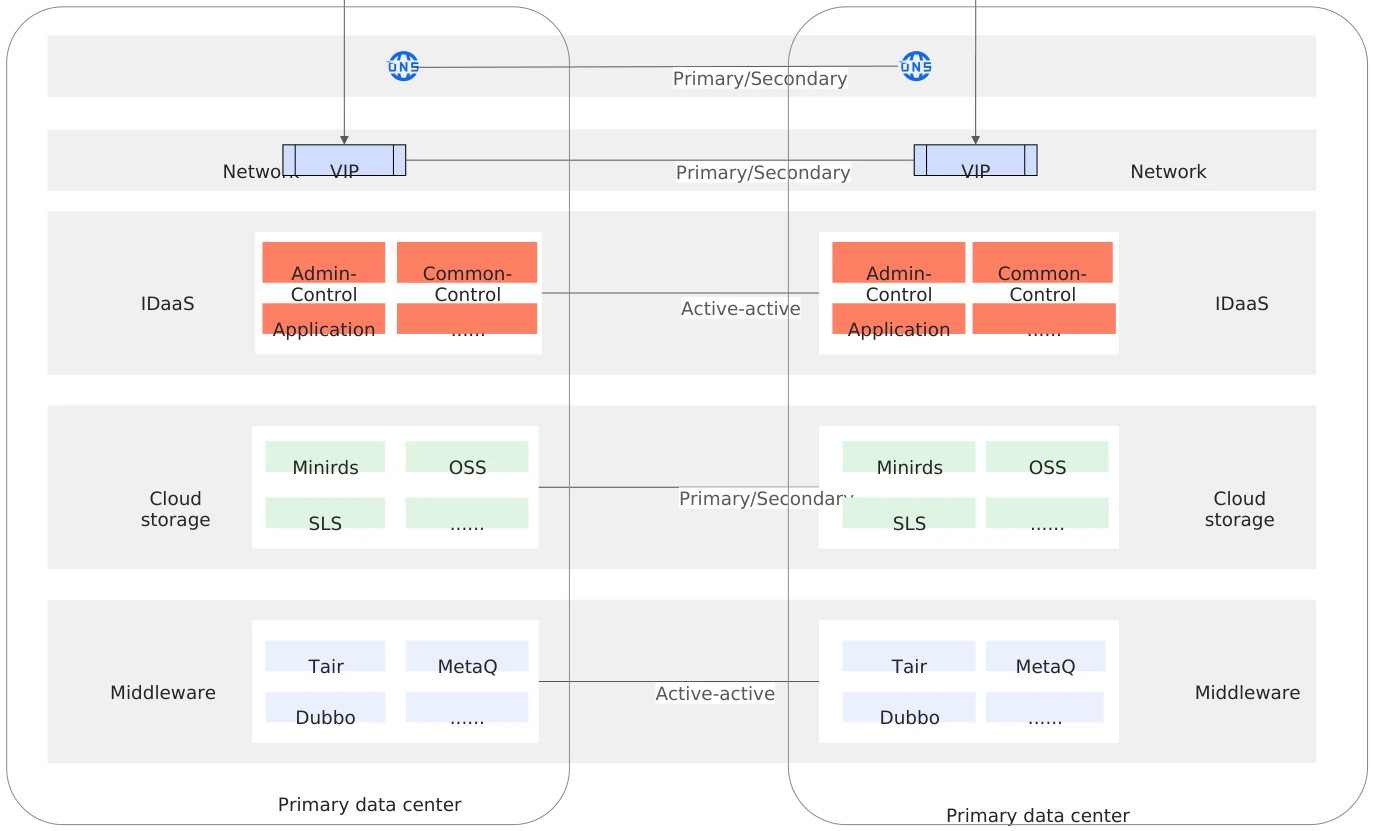 DNS
DNS
Primary/Secondary
Network
VIP
Primary/Secondary
VIP
Network
Admin-
Control
Common-
Control
Admin-
Control
Common-
Control
IDaaS
Active-active
IDaaS
Application
......
Application
......
Minirds
OSS
Minirds
OSS
Cloud
storage
Primary/Secondary
Cloud
storage
SLS
......
SLS
......
Tair
MetaQ
Tair
MetaQ
Middleware
Active-active
Middleware
Dubbo
......
Dubbo
......
Primary data center
Primary data center